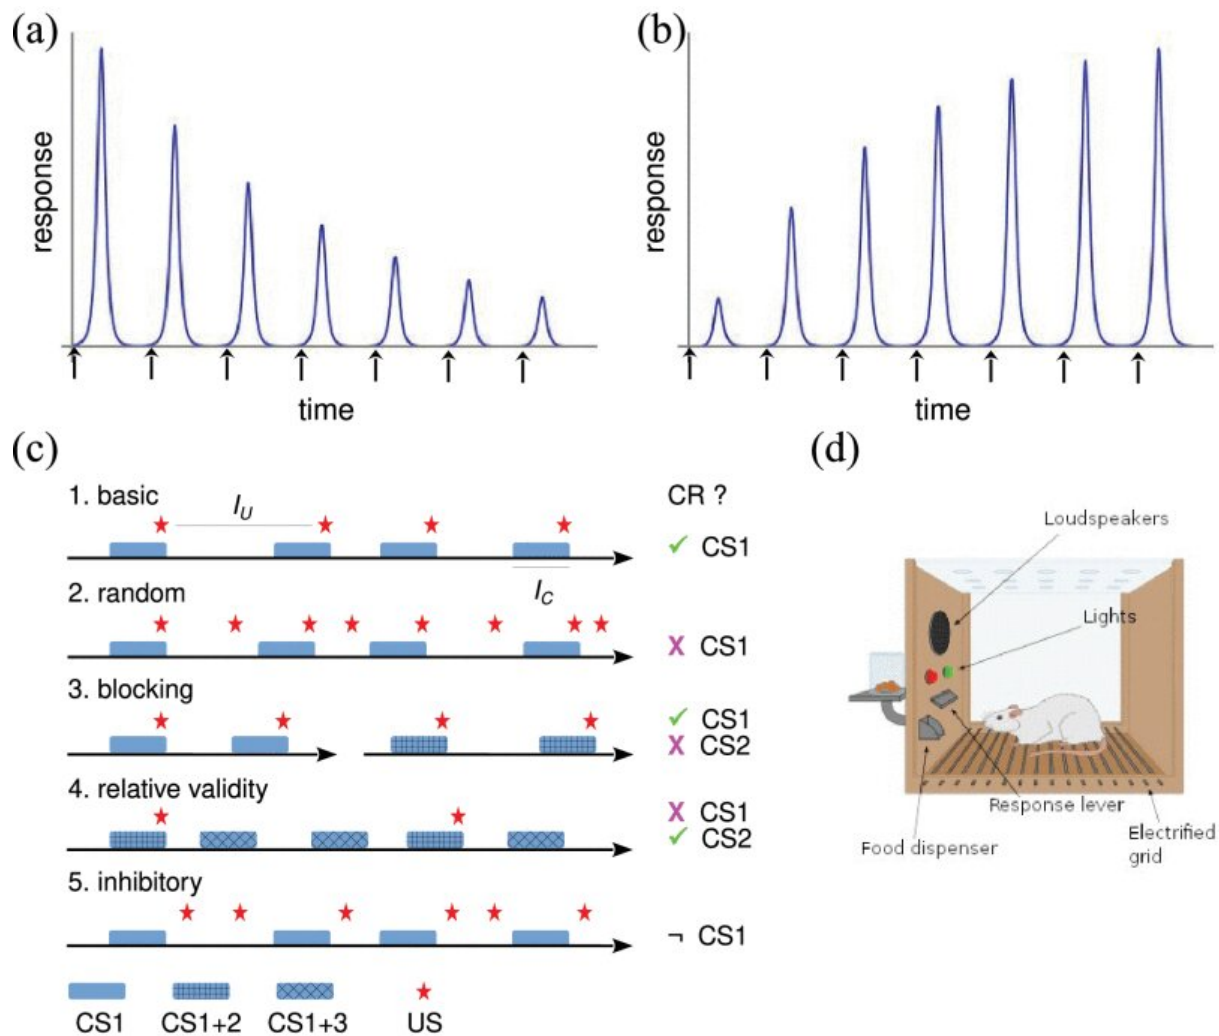 (a)
response
time
(b)
response
time
(c)
1. basic
I_U
CR ?
✓ CS1
I_C
2. random
X CS1
3. blocking
✓ CS1
X CS2
4. relative validity
X CS1
✓ CS2
5. inhibitory
¬ CS1
CS1
CS1+2
CS1+3
US
(d)
Loudspeakers
Lights
Response lever
Food dispenser
Electrified
grid